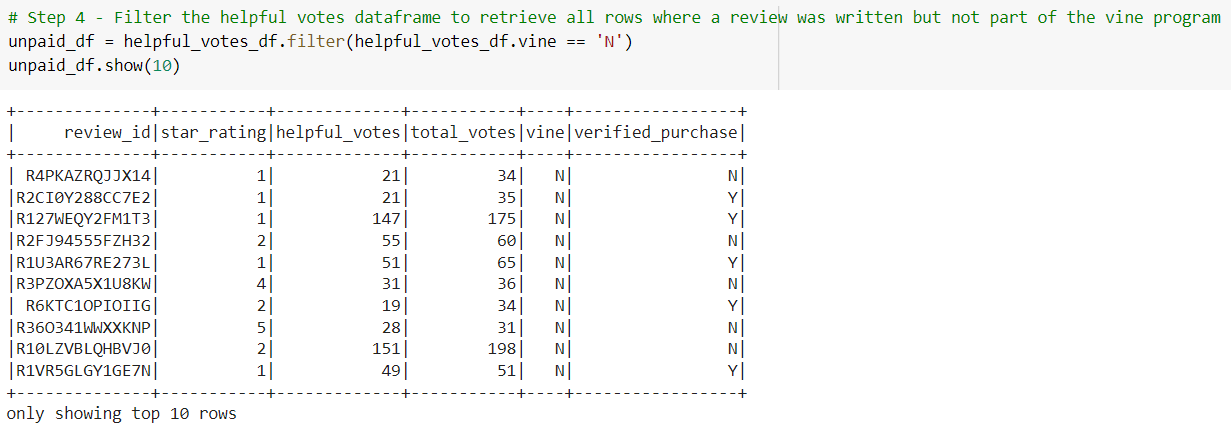 # Step 4 - Filter the helpful votes dataframe to retrieve all rows where a review was written but not part of the vine program
unpaid_df = helpful_votes_df.filter(helpful_votes_df.vine == 'N')
unpaid_df.show(10)
+--------------+-----------+-------------+-----------+----+-----------------+
|     review_id|star_rating|helpful_votes|total_votes|vine|verified_purchase|
+--------------+-----------+-------------+-----------+----+-----------------+
| R4PKAZRQJJX14|          1|           21|         34|   N|                N|
|R2CI0Y288CC7E2|          1|           21|         35|   N|                Y|
|R127WEQY2FM1T3|          1|          147|        175|   N|                Y|
|R2FJ94555FZH32|          2|           55|         60|   N|                N|
|R1U3AR67RE273L|          1|           51|         65|   N|                Y|
|R3PZOXA5X1U8KW|          4|           31|         36|   N|                N|
| R6KTC1OPIOIIG|          2|           19|         34|   N|                Y|
|R36O341WWXXKNP|          5|           28|         31|   N|                N|
|R10LZVBLQHBVJ0|          2|          151|        198|   N|                N|
|R1VR5GLGY1GE7N|          1|           49|         51|   N|                Y|
+--------------+-----------+-------------+-----------+----+-----------------+
only showing top 10 rows